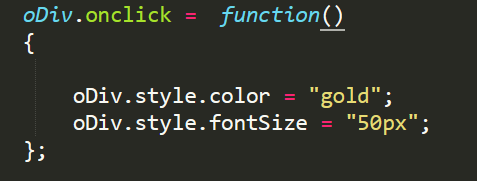 oDiv.onclick =  function()
{
oDiv.style.color = "gold";
oDiv.style.fontSize = "50px";
};